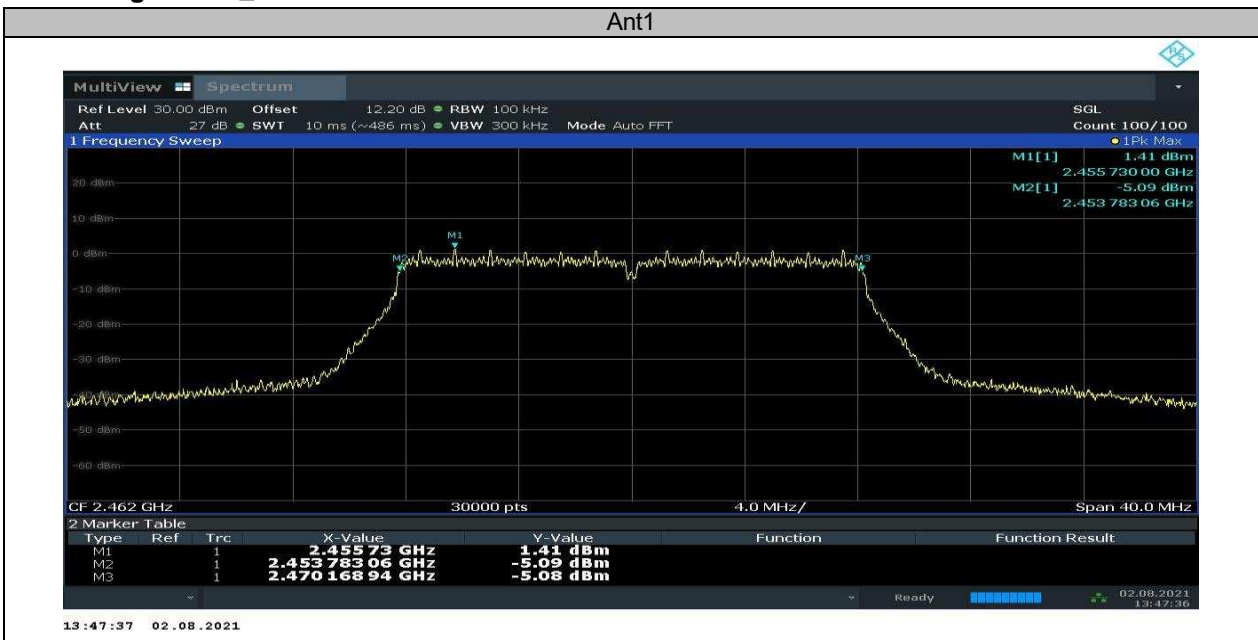 Ant1
MultiView Spectrum
Ref Level 30.00 dBm Offset 12.20 dB RBW 100 kHz SGL
Att 27 dB SWT 10 ms (~486 ms) VBW 300 kHz Mode Auto FFT Count 100/100
1 Frequency Sweep 1Pk Max
M1[1] 1.41 dBm
2.455 730 00 GHz
20 dBm
M2[1] -5.09 dBm
2.453 783 06 GHz
10 dBm
M1
0 dBm
M2
M3
-10 dBm
-20 dBm
-30 dBm
-50 dBm
-60 dBm
CF 2.462 GHz 30000 pts 4.0 MHz/ Span 40.0 MHz
2 Marker Table
Type Ref Trc X-Value Y-Value Function Function Result
M1 1 2.455 73 GHz 1.41 dBm
M2 1 2.453 783 06 GHz -5.09 dBm
M3 1 2.470 168 94 GHz -5.08 dBm
Ready 02.08.2021
13:47:36
13:47:37 02.08.2021